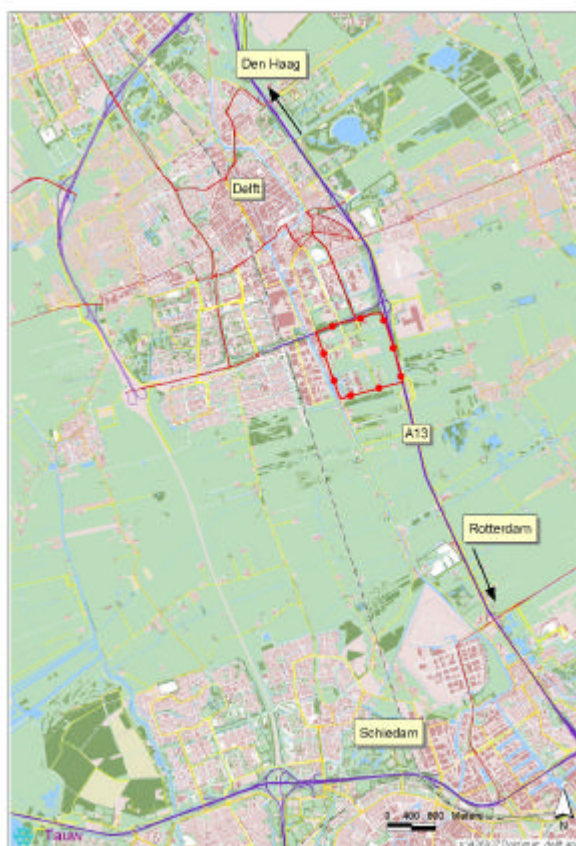 Den Haag
Delft
A13
Rotterdam
Schiedam
0 400 800 Meters
N
Tauw